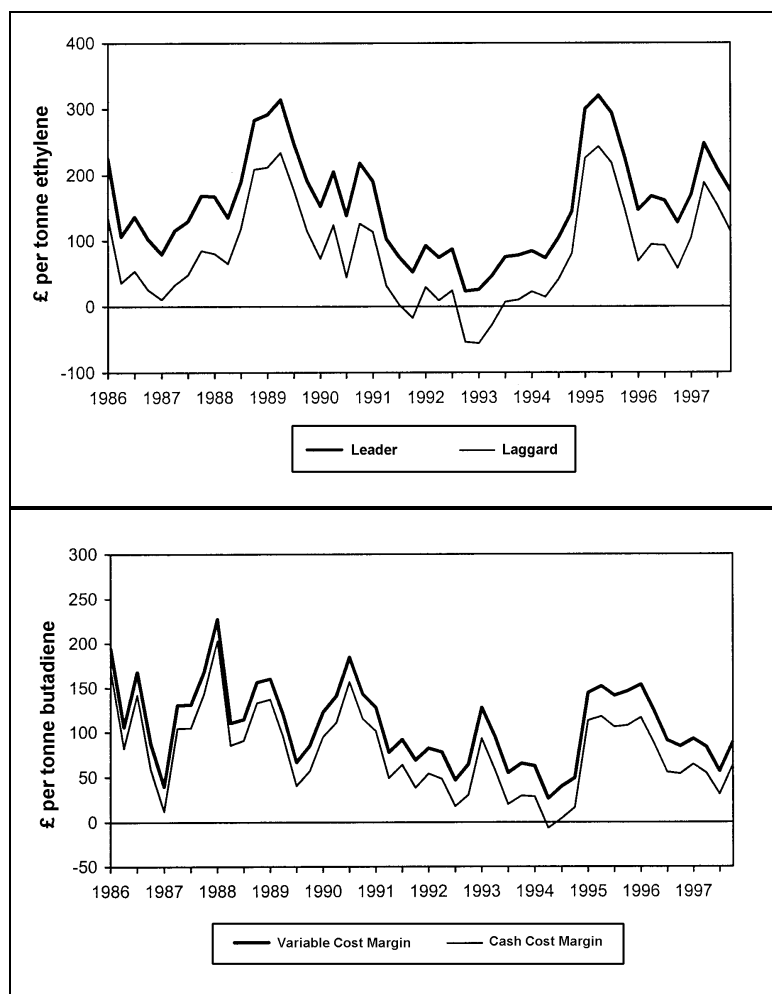 400
300
200
100
0
-100
£ per tonne ethylene
1986 1987 1988 1989 1990 1991 1992 1993 1994 1995 1996 1997
Leader Laggard
300
250
200
150
100
50
0
-50
£ per tonne butadiene
1986 1987 1988 1989 1990 1991 1992 1993 1994 1995 1996 1997
Variable Cost Margin Cash Cost Margin